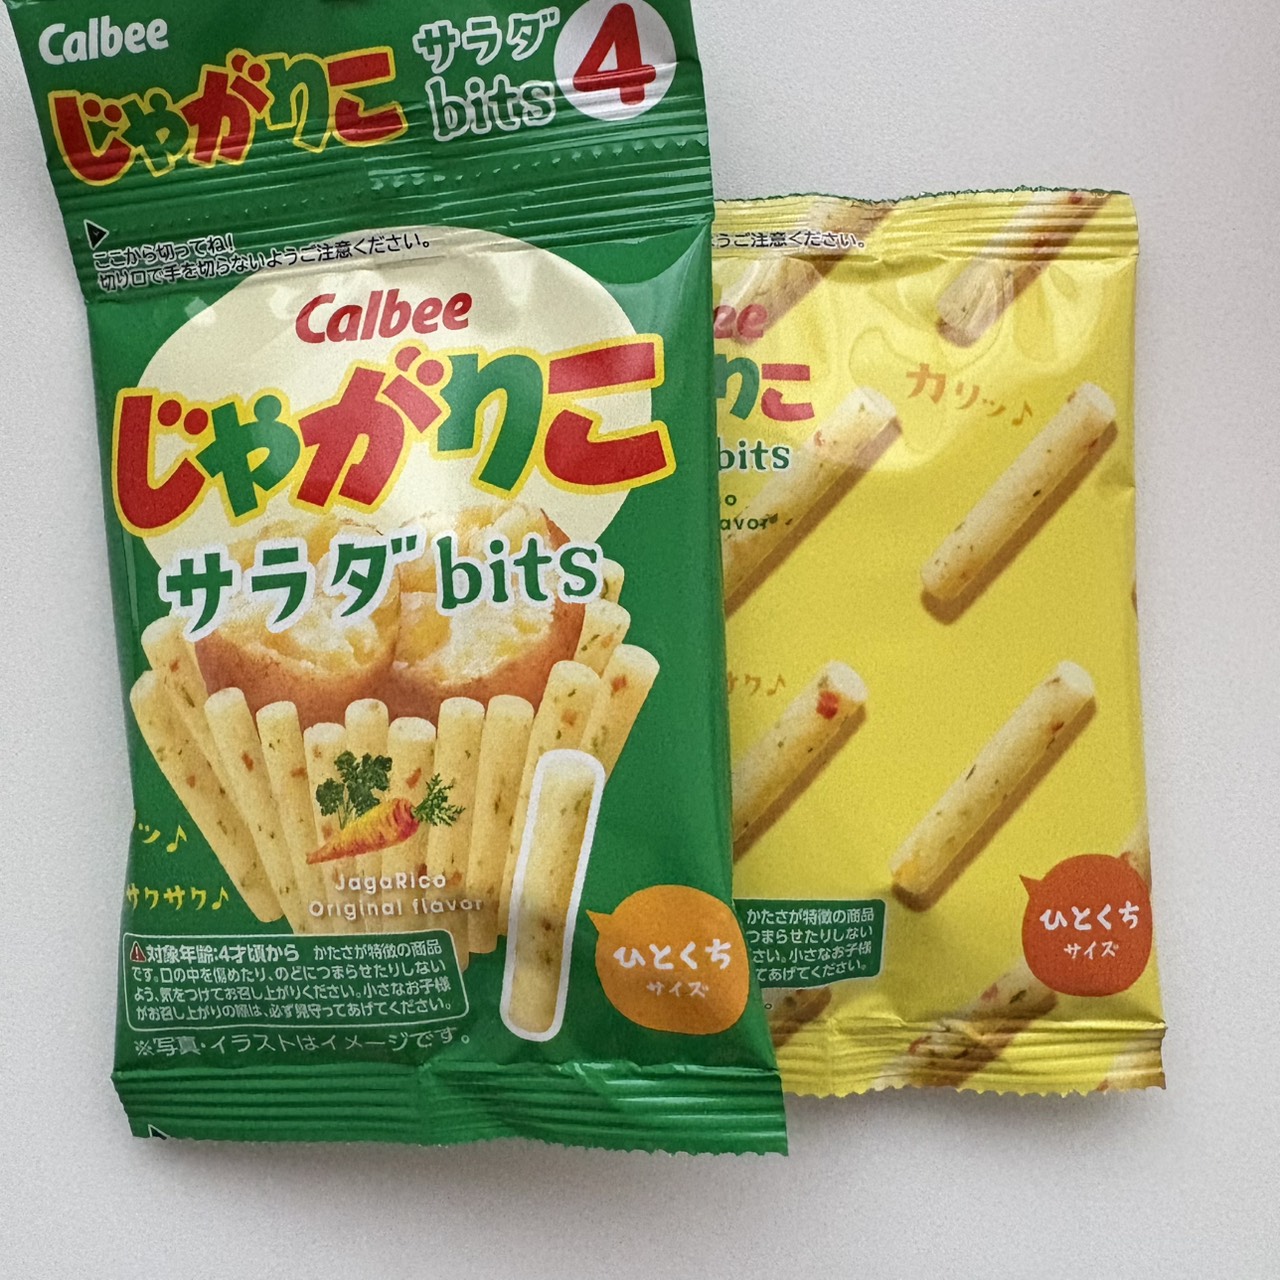 Calbee
じゃがりこ
サラダ
bits
4
ここから切ってね!
切り口で手を切らないようご注意ください。
Calbee
じゃがりこ
サラダbits
ッ♪
サクサク♪
JagaRico
Original flavor
対象年齢:4才頃から かたさが特徴の商品
です。口の中を傷めたり、のどにつまらせたりしない
よう、気をつけてお召し上がりください。小さなお子様
がお召し上がりの際は、必ず見守ってあげてください。
※写真・イラストはイメージです。
ひとくち
サイズ
うご注意ください。
ee
りこ
bits
o
avor
カリッ♪
サク♪
かたさが特徴の商品
つまらせたりしない
さい。小さなお子様
てあげてください。
ひとくち
サイズ